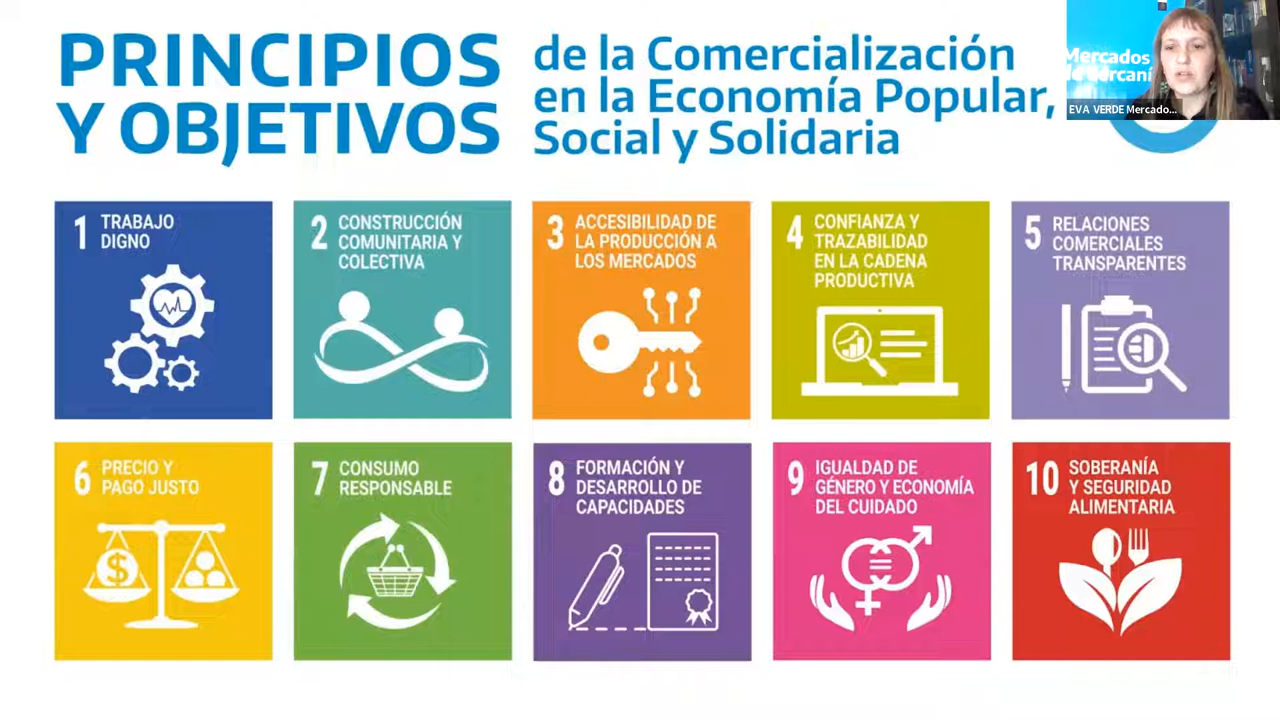 PRINCIPIOS
Y OBJETIVOS
de la Comercialización
en la Economía Popular,
Social y Solidaria
Mercados
de Cercaní
EVA VERDE Mercado...
1 TRABAJO
DIGNO
2 CONSTRUCCIÓN
COMUNITARIA Y
COLECTIVA
3 ACCESIBILIDAD DE
LA PRODUCCIÓN A
LOS MERCADOS
4 CONFIANZA Y
TRAZABILIDAD
EN LA CADENA
PRODUCTIVA
5 RELACIONES
COMERCIALES
TRANSPARENTES
6 PRECIO Y
PAGO JUSTO
$
7 CONSUMO
RESPONSABLE
8 FORMACIÓN Y
DESARROLLO DE
CAPACIDADES
9 IGUALDAD DE
GÉNERO Y ECONOMÍA
DEL CUIDADO
10 SOBERANÍA
Y SEGURIDAD
ALIMENTARIA